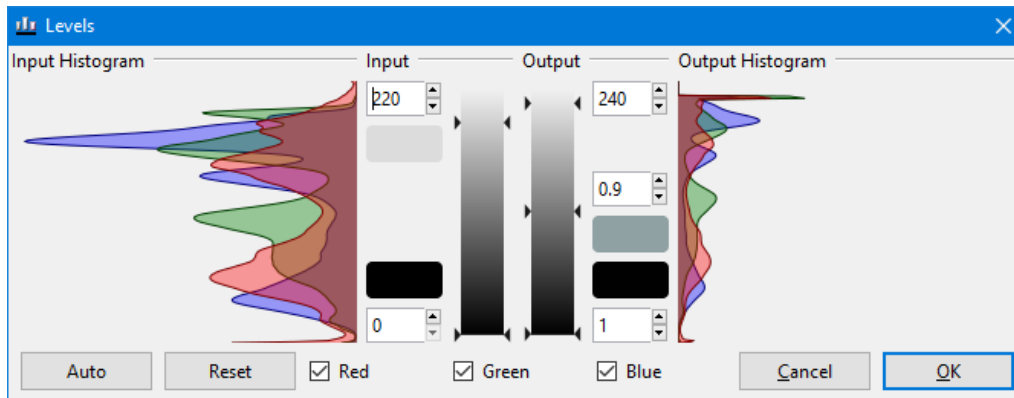 Levels
Input Histogram Input Output Output Histogram
220 240
0.9
0 1
Auto Reset Red Green Blue Cancel OK